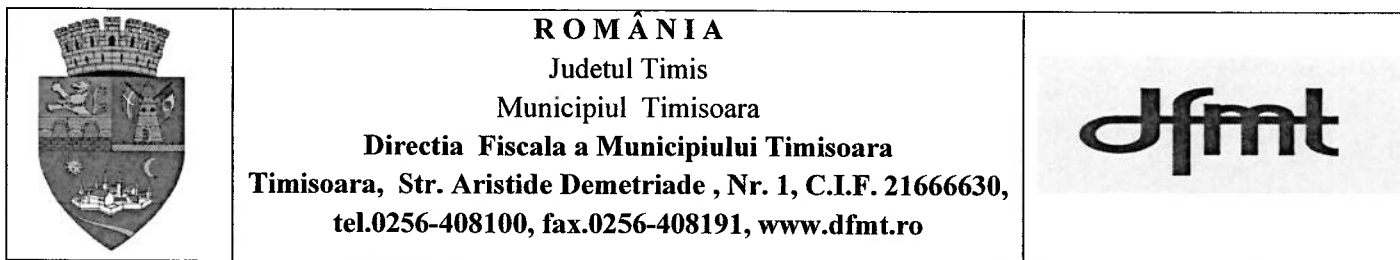 R O M Â N I A
Judetul Timis
Municipiul Timisoara
Directia Fiscala a Municipiului Timisoara
Timisoara, Str. Aristide Demetriade , Nr. 1, C.I.F. 21666630,
tel.0256-408100, fax.0256-408191, www.dfmt.ro
dfmt